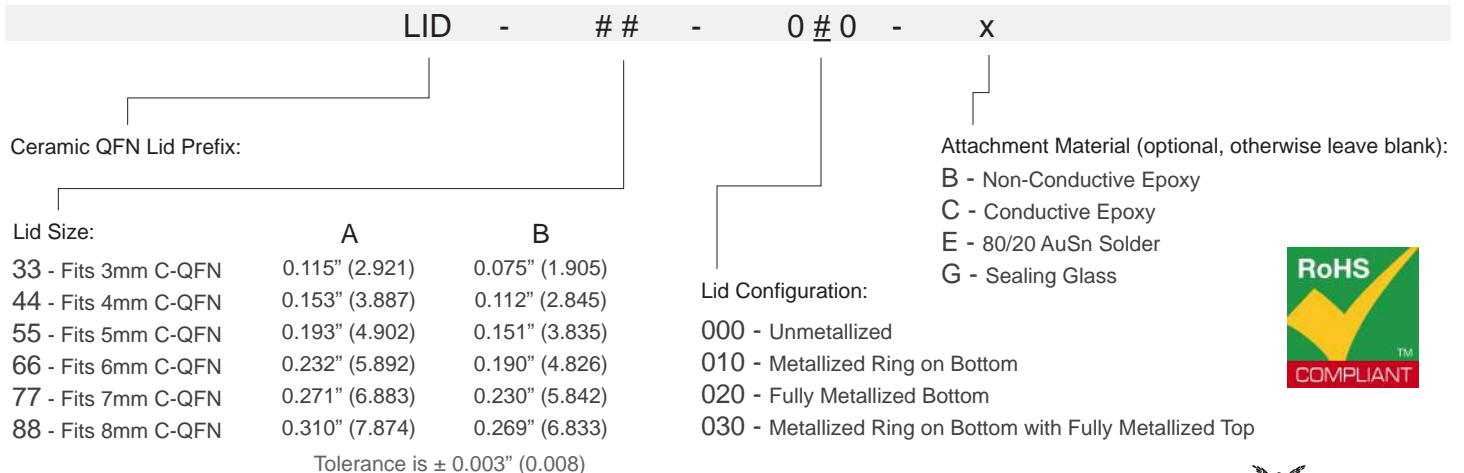 LID - ## - 0#0 - x
Ceramic QFN Lid Prefix:
Lid Size: A B
33 - Fits 3mm C-QFN 0.115” (2.921) 0.075” (1.905)
44 - Fits 4mm C-QFN 0.153” (3.887) 0.112” (2.845)
55 - Fits 5mm C-QFN 0.193” (4.902) 0.151” (3.835)
66 - Fits 6mm C-QFN 0.232” (5.892) 0.190” (4.826)
77 - Fits 7mm C-QFN 0.271” (6.883) 0.230” (5.842)
88 - Fits 8mm C-QFN 0.310” (7.874) 0.269” (6.833)
Tolerance is ± 0.003” (0.008)
Lid Configuration:
000 - Unmetallized
010 - Metallized Ring on Bottom
020 - Fully Metallized Bottom
030 - Metallized Ring on Bottom with Fully Metallized Top
Attachment Material (optional, otherwise leave blank):
B - Non-Conductive Epoxy
C - Conductive Epoxy
E - 80/20 AuSn Solder
G - Sealing Glass
RoHS
TM
COMPLIANT